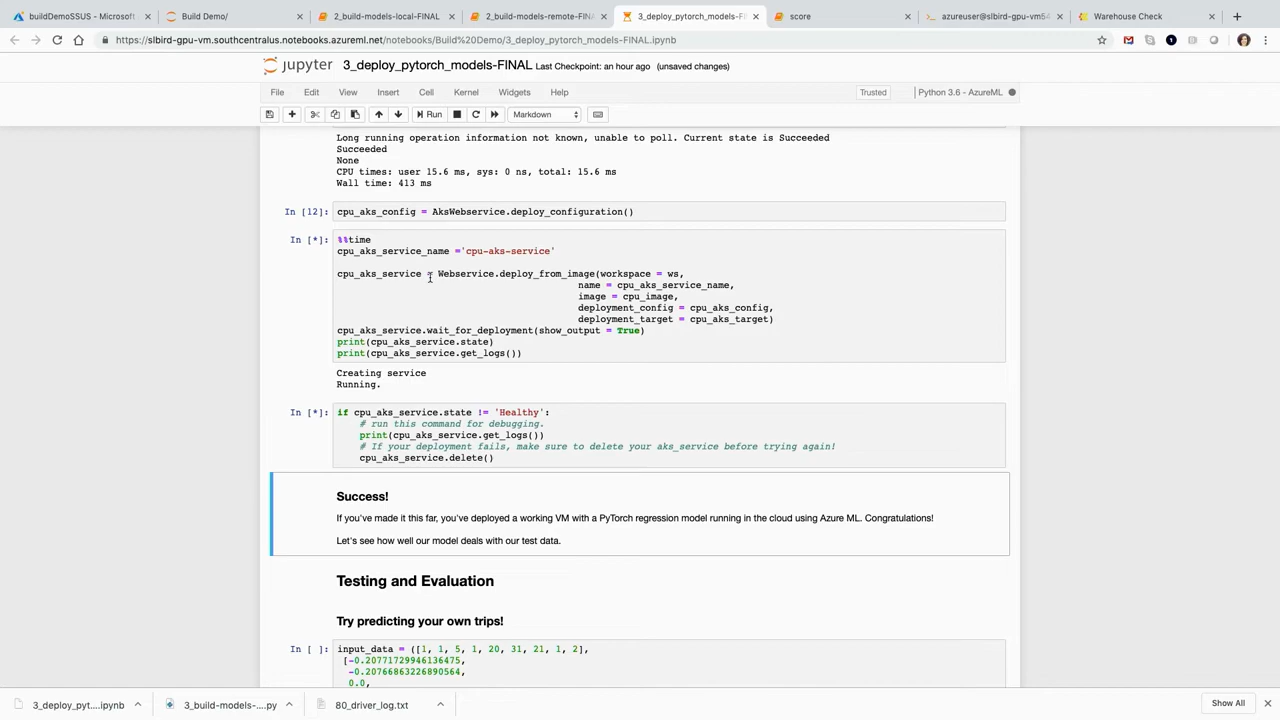 buildDemoSSUS - Microsoft
Build Demo/
2_build-models-local-FINAL
2_build-models-remote-FIN
3_deploy_pytorch_models-FI
score
azureuser@slbird-gpu-vm54
Warehouse Check
https://slbird-gpu-vm.southcentralus.notebooks.azureml.net/notebooks/Build%20Demo/3_deploy_pytorch_models-FINAL.ipynb
jupyter 3_deploy_pytorch_models-FINAL Last Checkpoint: an hour ago (unsaved changes)
File Edit View Insert Cell Kernel Widgets Help Trusted Python 3.6 - AzureML
Run Markdown
Long running operation information not known, unable to poll. Current state is Succeeded
Succeeded
None
CPU times: user 15.6 ms, sys: 0 ns, total: 15.6 ms
Wall time: 413 ms
In [12]: cpu_aks_config = AksWebservice.deploy_configuration()
In [*]: %%time
cpu_aks_service_name ='cpu-aks-service'
cpu_aks_service = Webservice.deploy_from_image(workspace = ws,
name = cpu_aks_service_name,
image = cpu_image,
deployment_config = cpu_aks_config,
deployment_target = cpu_aks_target)
cpu_aks_service.wait_for_deployment(show_output = True)
print(cpu_aks_service.state)
print(cpu_aks_service.get_logs())
Creating service
Running.
In [*]: if cpu_aks_service.state != 'Healthy':
# run this command for debugging.
print(cpu_aks_service.get_logs())
# If your deployment fails, make sure to delete your aks_service before trying again!
cpu_aks_service.delete()
Success!
If you've made it this far, you've deployed a working VM with a PyTorch regression model running in the cloud using Azure ML. Congratulations!
Let's see how well our model deals with our test data.
Testing and Evaluation
Try predicting your own trips!
In [ ]: input_data = ([1, 1, 5, 1, 20, 31, 21, 1, 2],
[-0.20771729946136475,
-0.20766863226890564,
0.0,
3_deploy_pyt....ipynb
3_build-models-....py
80_driver_log.txt
Show All